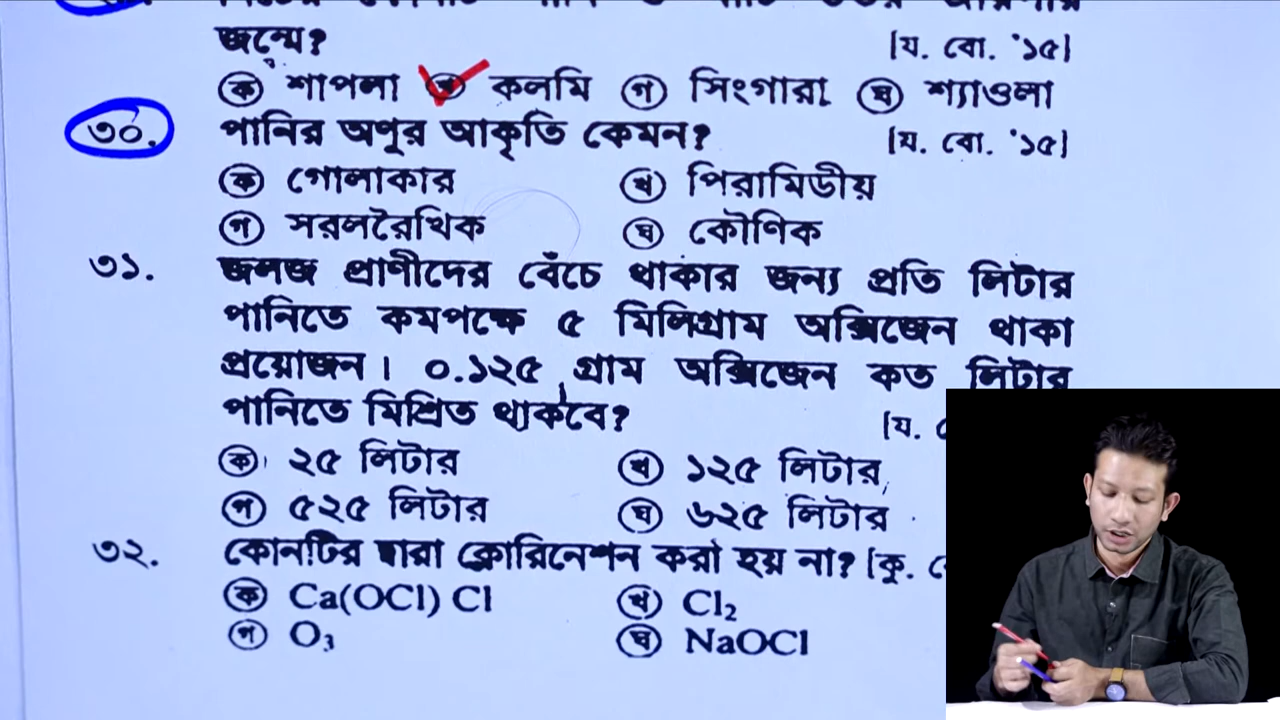 জন্মে? [য. বো. '১৫]
ক শাপলা কলমি গ সিংগারা ঘ শ্যাওলা
৩০. পানির অণুর আকৃতি কেমন? [য. বো. '১৫]
ক গোলাকার খ পিরামিডীয়
গ সরলরৈখিক ঘ কৌণিক
৩১. জলজ প্রাণীদের বেঁচে থাকার জন্য প্রতি লিটার
পানিতে কমপক্ষে ৫ মিলিগ্রাম অক্সিজেন থাকা
প্রয়োজন। ০.১২৫ গ্রাম অক্সিজেন কত লিটার
পানিতে মিশ্রিত থাকবে? [য.
ক ২৫ লিটার খ ১২৫ লিটার
গ ৫২৫ লিটার ঘ ৬২৫ লিটার
৩২. কোনটির দ্বারা ক্লোরিনেশন করা হয় না? [কু.
ক Ca(OCl) Cl খ Cl₂
গ O₃ ঘ NaOCl